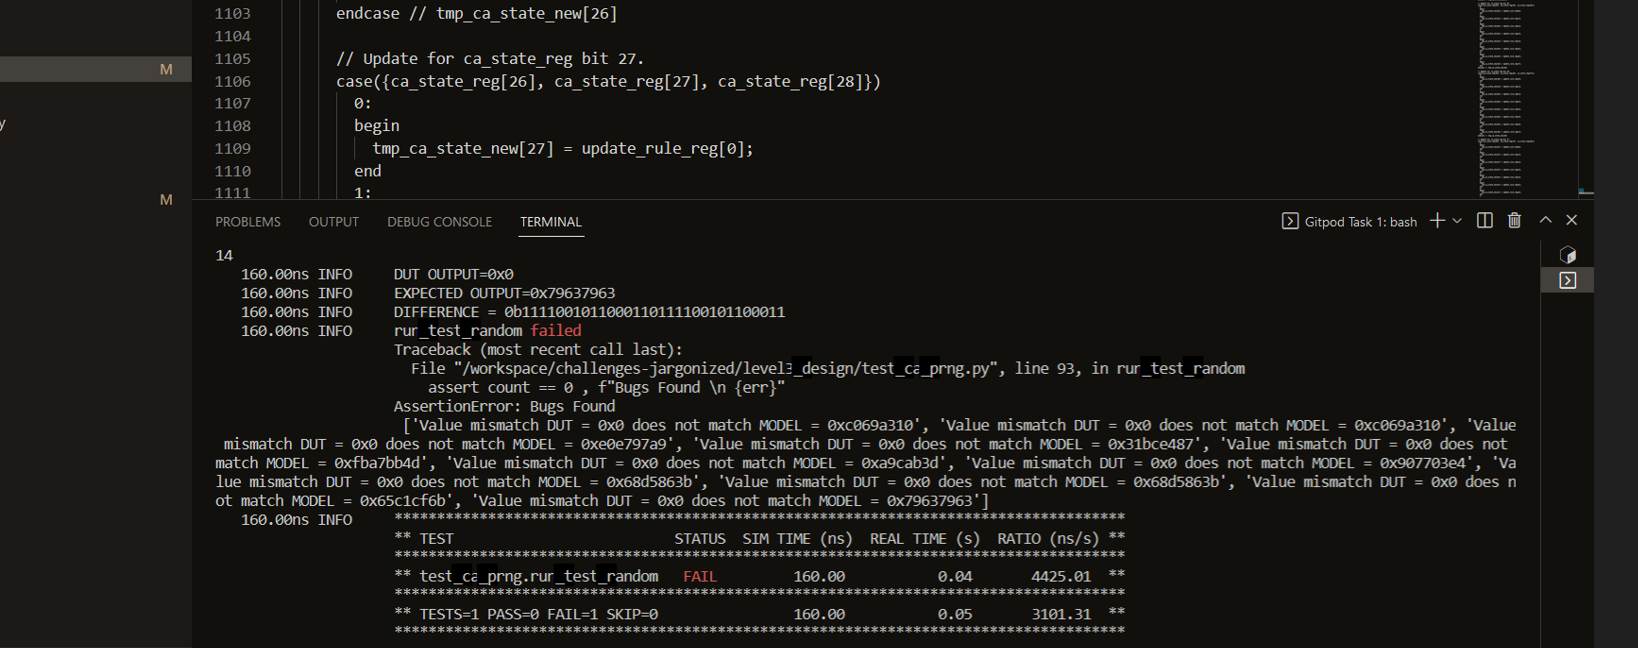 1103 endcase // tmp_ca_state_new[26]
1104
1105 // Update for ca_state_reg bit 27.
M
1106 case({ca_state_reg[26], ca_state_reg[27], ca_state_reg[28]})
1107 0:
y
1108 begin
1109 tmp_ca_state_new[27] = update_rule_reg[0];
1110 end
1111 1:
M
PROBLEMS OUTPUT DEBUG CONSOLE TERMINAL Gitpod Task 1: bash
14
160.00ns INFO DUT OUTPUT=0x0
160.00ns INFO EXPECTED OUTPUT=0x79637963
160.00ns INFO DIFFERENCE = 0b1111001011000110111100101100011
160.00ns INFO run_test_random failed
Traceback (most recent call last):
File "/workspace/challenges-jargonized/level3_design/test_ca_prng.py", line 93, in run_test_random
assert count == 0 , f"Bugs Found \n {err}"
AssertionError: Bugs Found
['Value mismatch DUT = 0x0 does not match MODEL = 0xc069a310', 'Value mismatch DUT = 0x0 does not match MODEL = 0xc069a310', 'Value
mismatch DUT = 0x0 does not match MODEL = 0xe0e797a9', 'Value mismatch DUT = 0x0 does not match MODEL = 0x31bce487', 'Value mismatch DUT = 0x0 does not
match MODEL = 0xfba7bb4d', 'Value mismatch DUT = 0x0 does not match MODEL = 0xa9cab3d', 'Value mismatch DUT = 0x0 does not match MODEL = 0x907703e4', 'Va
lue mismatch DUT = 0x0 does not match MODEL = 0x68d5863b', 'Value mismatch DUT = 0x0 does not match MODEL = 0x68d5863b', 'Value mismatch DUT = 0x0 does n
ot match MODEL = 0x65c1cf6b', 'Value mismatch DUT = 0x0 does not match MODEL = 0x79637963']
160.00ns INFO **************************************************************************************
** TEST STATUS SIM TIME (ns) REAL TIME (s) RATIO (ns/s) **
**************************************************************************************
** test_ca_prng.run_test_random FAIL 160.00 0.04 4425.01 **
**************************************************************************************
** TESTS=1 PASS=0 FAIL=1 SKIP=0 160.00 0.05 3101.31 **
**************************************************************************************